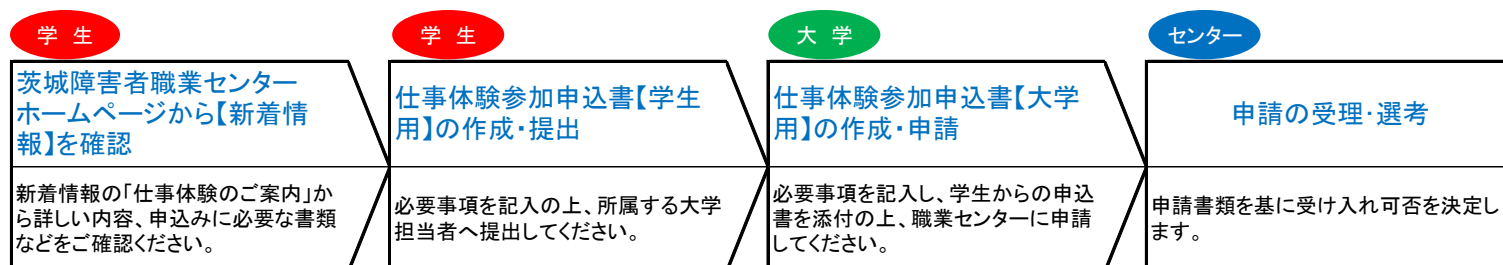 学 生
茨城障害者職業センター
ホームページから【新着情
報】を確認
新着情報の「仕事体験のご案内」か
ら詳しい内容、申込みに必要な書類
などをご確認ください。
学 生
仕事体験参加申込書【学生
用】の作成・提出
必要事項を記入の上、所属する大学
担当者へ提出してください。
大 学
仕事体験参加申込書【大学
用】の作成・申請
必要事項を記入し、学生からの申込
書を添付の上、職業センターに申請
してください。
センター
申請の受理・選考
申請書類を基に受け入れ可否を決定し
ます。